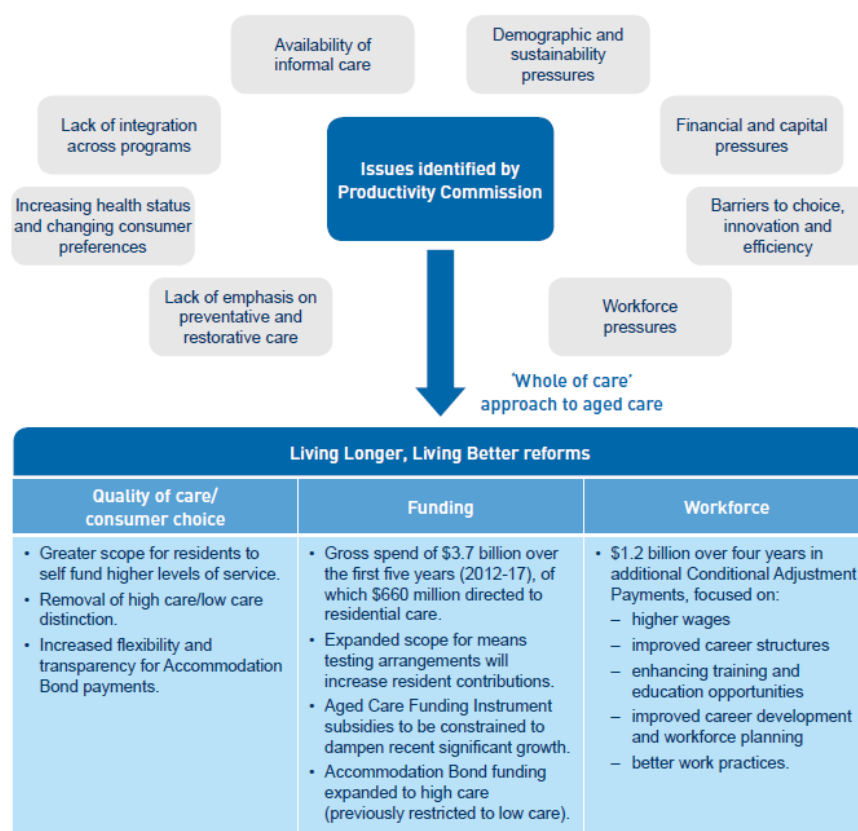 Availability of
informal care
Demographic and
sustainability
pressures
Lack of integration
across programs
Issues identified by
Productivity Commission
Financial and capital
pressures
Increasing health status
and changing consumer
preferences
Barriers to choice,
innovation and
efficiency
Lack of emphasis on
preventative and
restorative care
Workforce
pressures
'Whole of care'
approach to aged care
Living Longer, Living Better reforms
Quality of care/
consumer choice
• Greater scope for residents to
self fund higher levels of service.
• Removal of high care/low care
distinction.
• Increased flexibility and
transparency for Accommodation
Bond payments.
Funding
• Gross spend of $3.7 billion over
the first five years (2012-17), of
which $660 million directed to
residential care.
• Expanded scope for means
testing arrangements will
increase resident contributions.
• Aged Care Funding Instrument
subsidies to be constrained to
dampen recent significant growth.
• Accommodation Bond funding
expanded to high care
(previously restricted to low care).
Workforce
• $1.2 billion over four years in
additional Conditional Adjustment
Payments, focused on:
– higher wages
– improved career structures
– enhancing training and
education opportunities
– improved career development
and workforce planning
– better work practices.